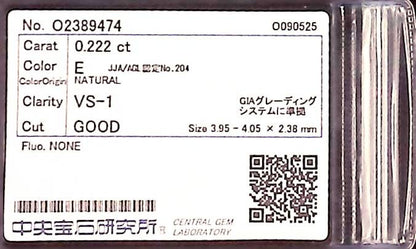 No. O2389474 O090525
Carat 0.222 ct
Color E JJA/AGL認定No.204
ColorOrigin NATURAL
Clarity VS-1 GIAグレーディング
システムに準拠
Cut GOOD Size 3.95 - 4.05 × 2.38 mm
Fluo. NONE
中央宝石研究所® CENTRAL GEM
LABORATORY